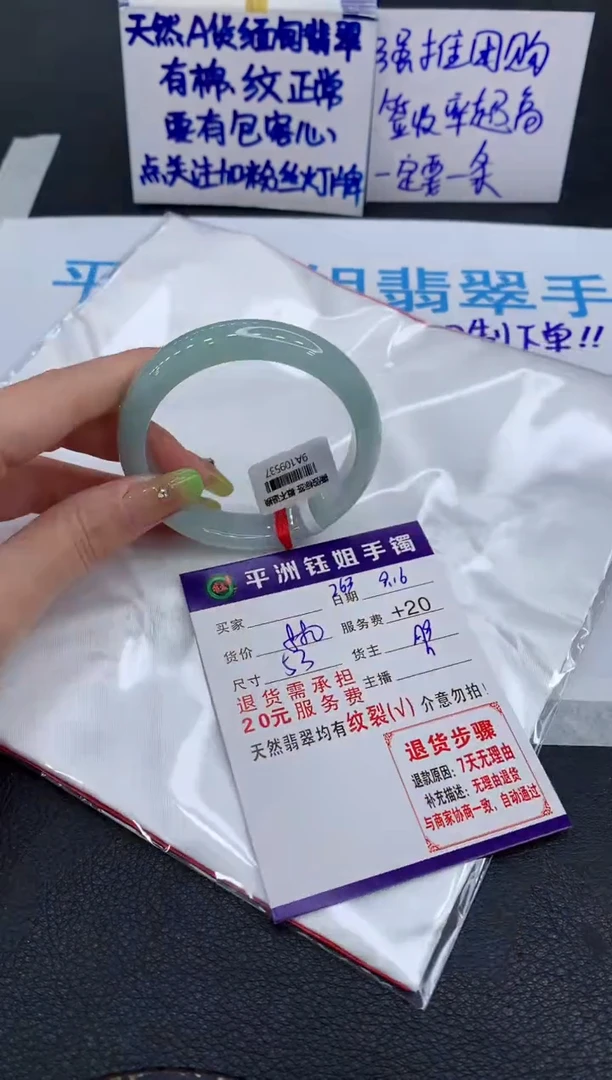 天然A货缅甸翡翠
有棉、纹正常
要有包容心
点关注加粉丝灯牌
强推团购
签收率超高
一定要一条
平
姐翡翠手
下单!!
9A109537
平洲钰姐手镯
263
日期 9.16
买家
服务费 +20
货价
尺寸 53
货主
主播
退货需承担
20元服务费
天然翡翠均有纹裂(√) 介意勿拍!
退货步骤
退款原因:7天无理由
补充描述:无理由退货
与商家协商一致,自动通过